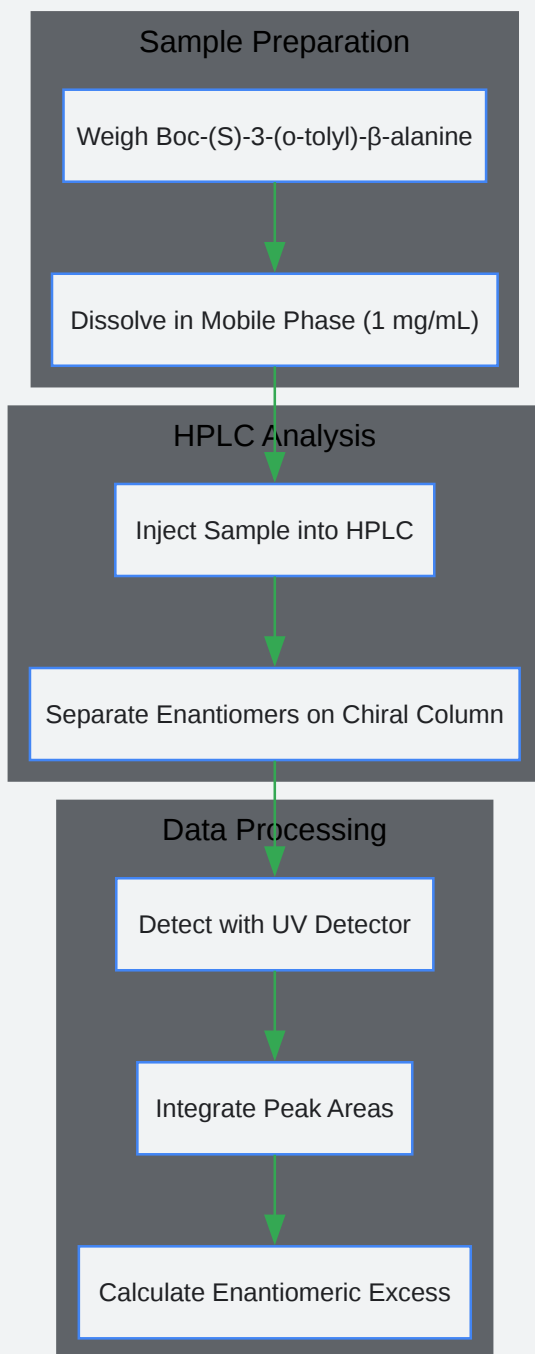 Sample Preparation
Weigh Boc-(S)-3-(o-tolyl)-β-alanine
Dissolve in Mobile Phase (1 mg/mL)
HPLC Analysis
Inject Sample into HPLC
Separate Enantiomers on Chiral Column
Data Processing
Detect with UV Detector
Integrate Peak Areas
Calculate Enantiomeric Excess